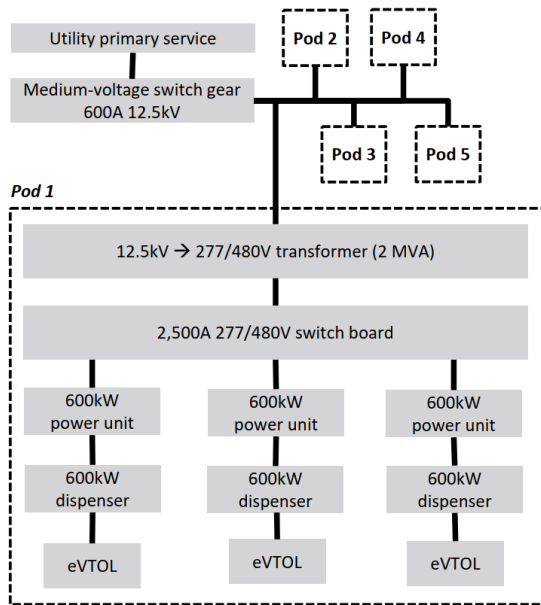 Utility primary service
Pod 2
Pod 4
Medium-voltage switch gear
600A 12.5kV
Pod 3
Pod 5
Pod 1
12.5kV → 277/480V transformer (2 MVA)
2,500A 277/480V switch board
600kW
power unit
600kW
power unit
600kW
power unit
600kW
dispenser
600kW
dispenser
600kW
dispenser
eVTOL
eVTOL
eVTOL